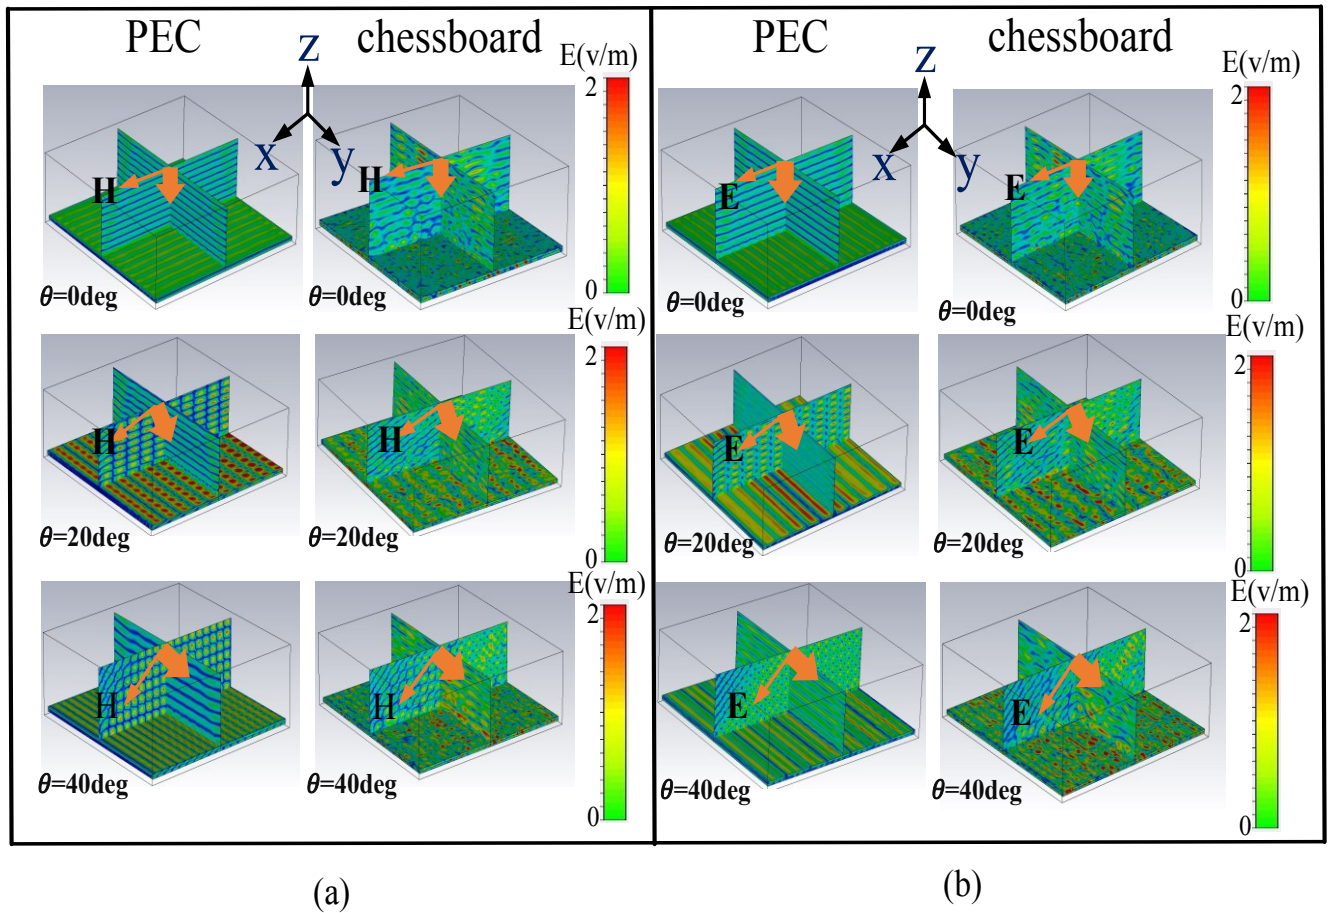 PEC
chessboard
E(v/m)
z
x
y
2
0
H
H
θ=0deg
θ=0deg
E(v/m)
2
0
H
H
θ=20deg
θ=20deg
E(v/m)
2
0
H
H
θ=40deg
θ=40deg
(a)
PEC
chessboard
E(v/m)
z
x
y
2
0
E
E
θ=0deg
θ=0deg
E(v/m)
2
0
E
E
θ=20deg
θ=20deg
E(v/m)
2
0
E
E
θ=40deg
θ=40deg
(b)